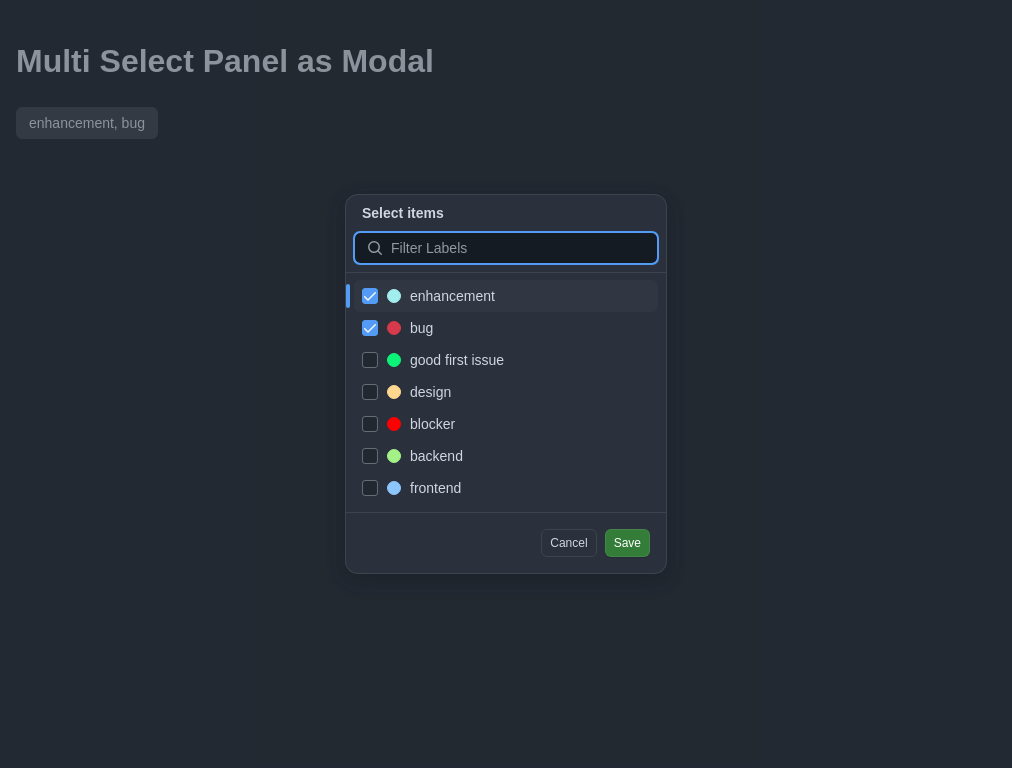 Multi Select Panel as Modal
enhancement, bug
Select items
Filter Labels
enhancement
bug
good first issue
design
blocker
backend
frontend
Cancel Save